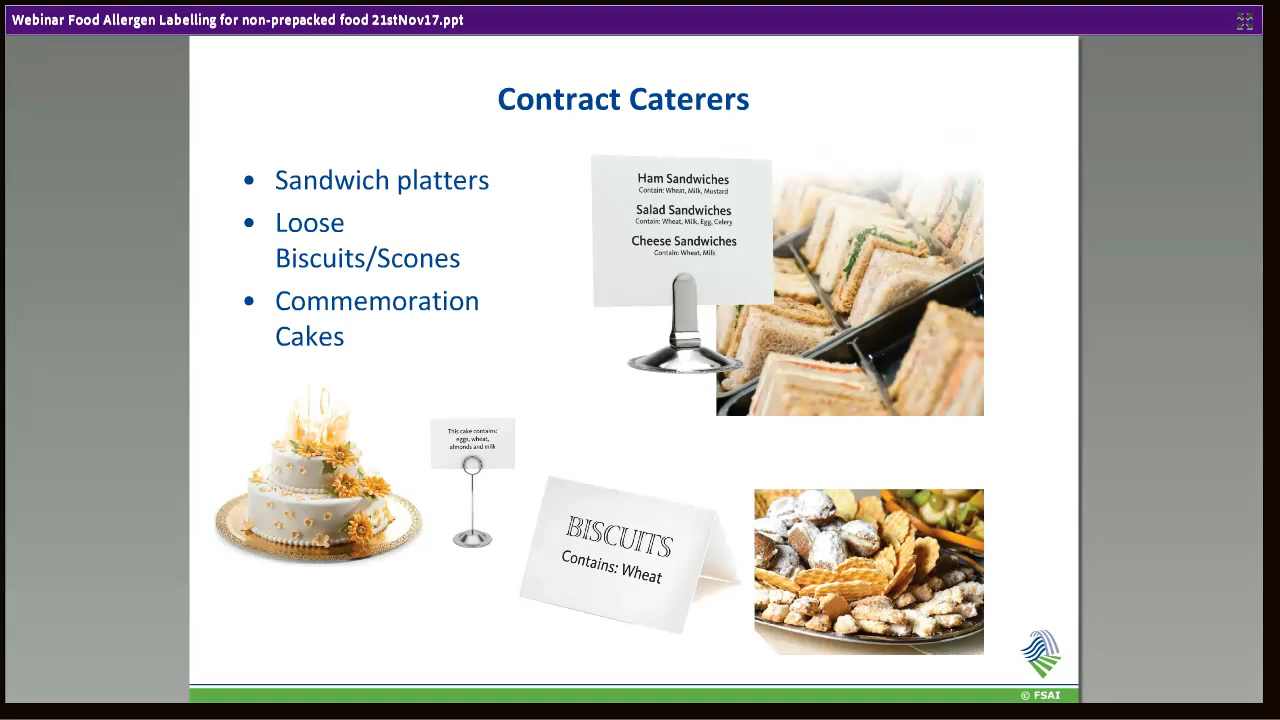 Webinar Food Allergen Labelling for non-prepacked food 21stNov17.ppt
Contract Caterers
• Sandwich platters
• Loose
Biscuits/Scones
• Commemoration
Cakes
Ham Sandwiches
Contain: Wheat, Milk, Mustard
Salad Sandwiches
Contain: Wheat, Milk, Egg, Celery
Cheese Sandwiches
Contain: Wheat, Milk
This cake contains:
eggs, wheat,
almonds and milk
BISCUITS
Contains: Wheat
© FSAI